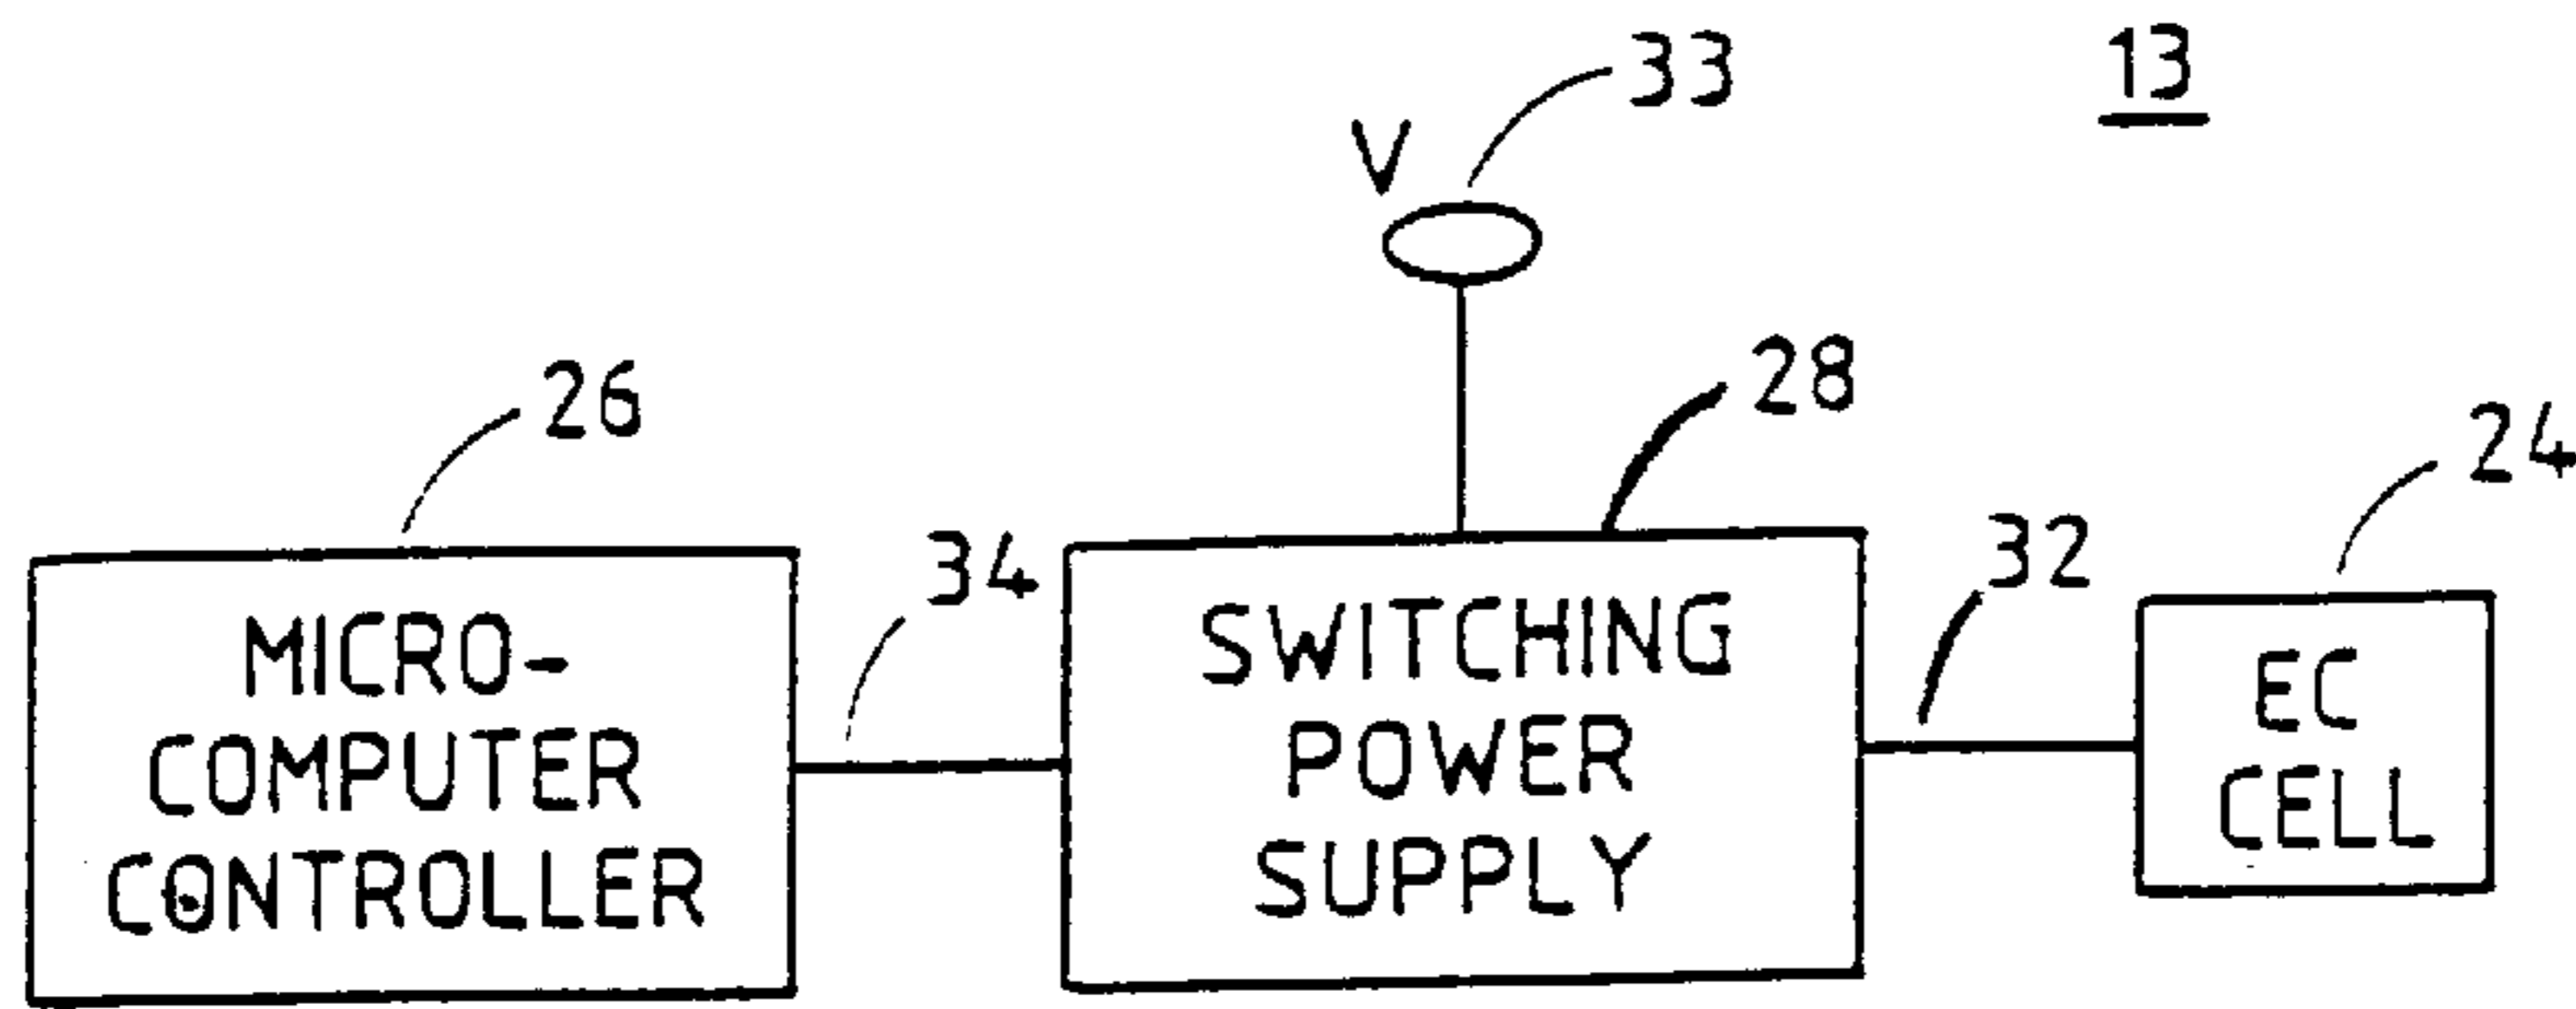 13
33
V
28
26
24
34
32
MICRO-
COMPUTER
CONTROLLER
SWITCHING
POWER
SUPPLY
EC
CELL